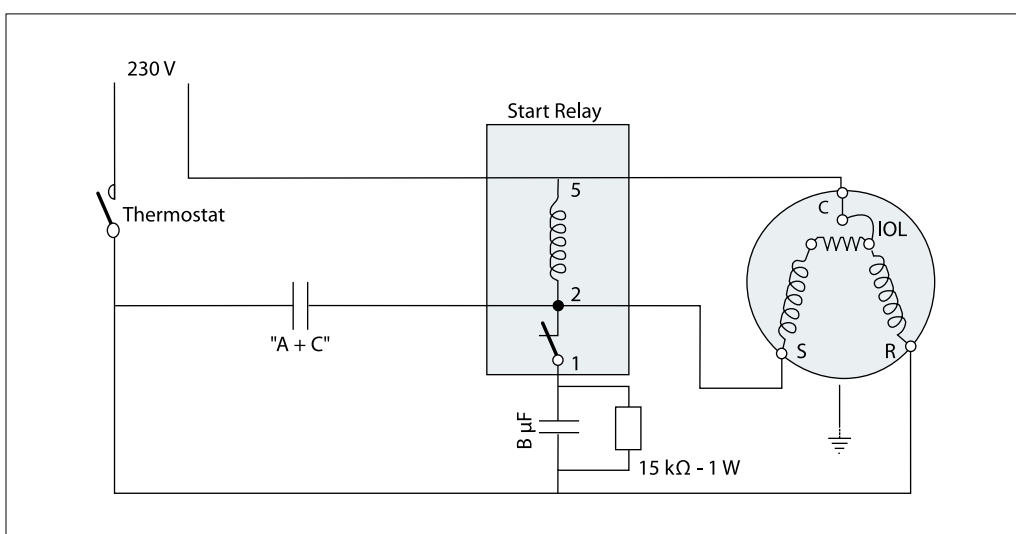 230 V
Start Relay
5
Thermostat
C
IOL
2
"A + C"
S
R
1
B µF
15 kΩ - 1 W